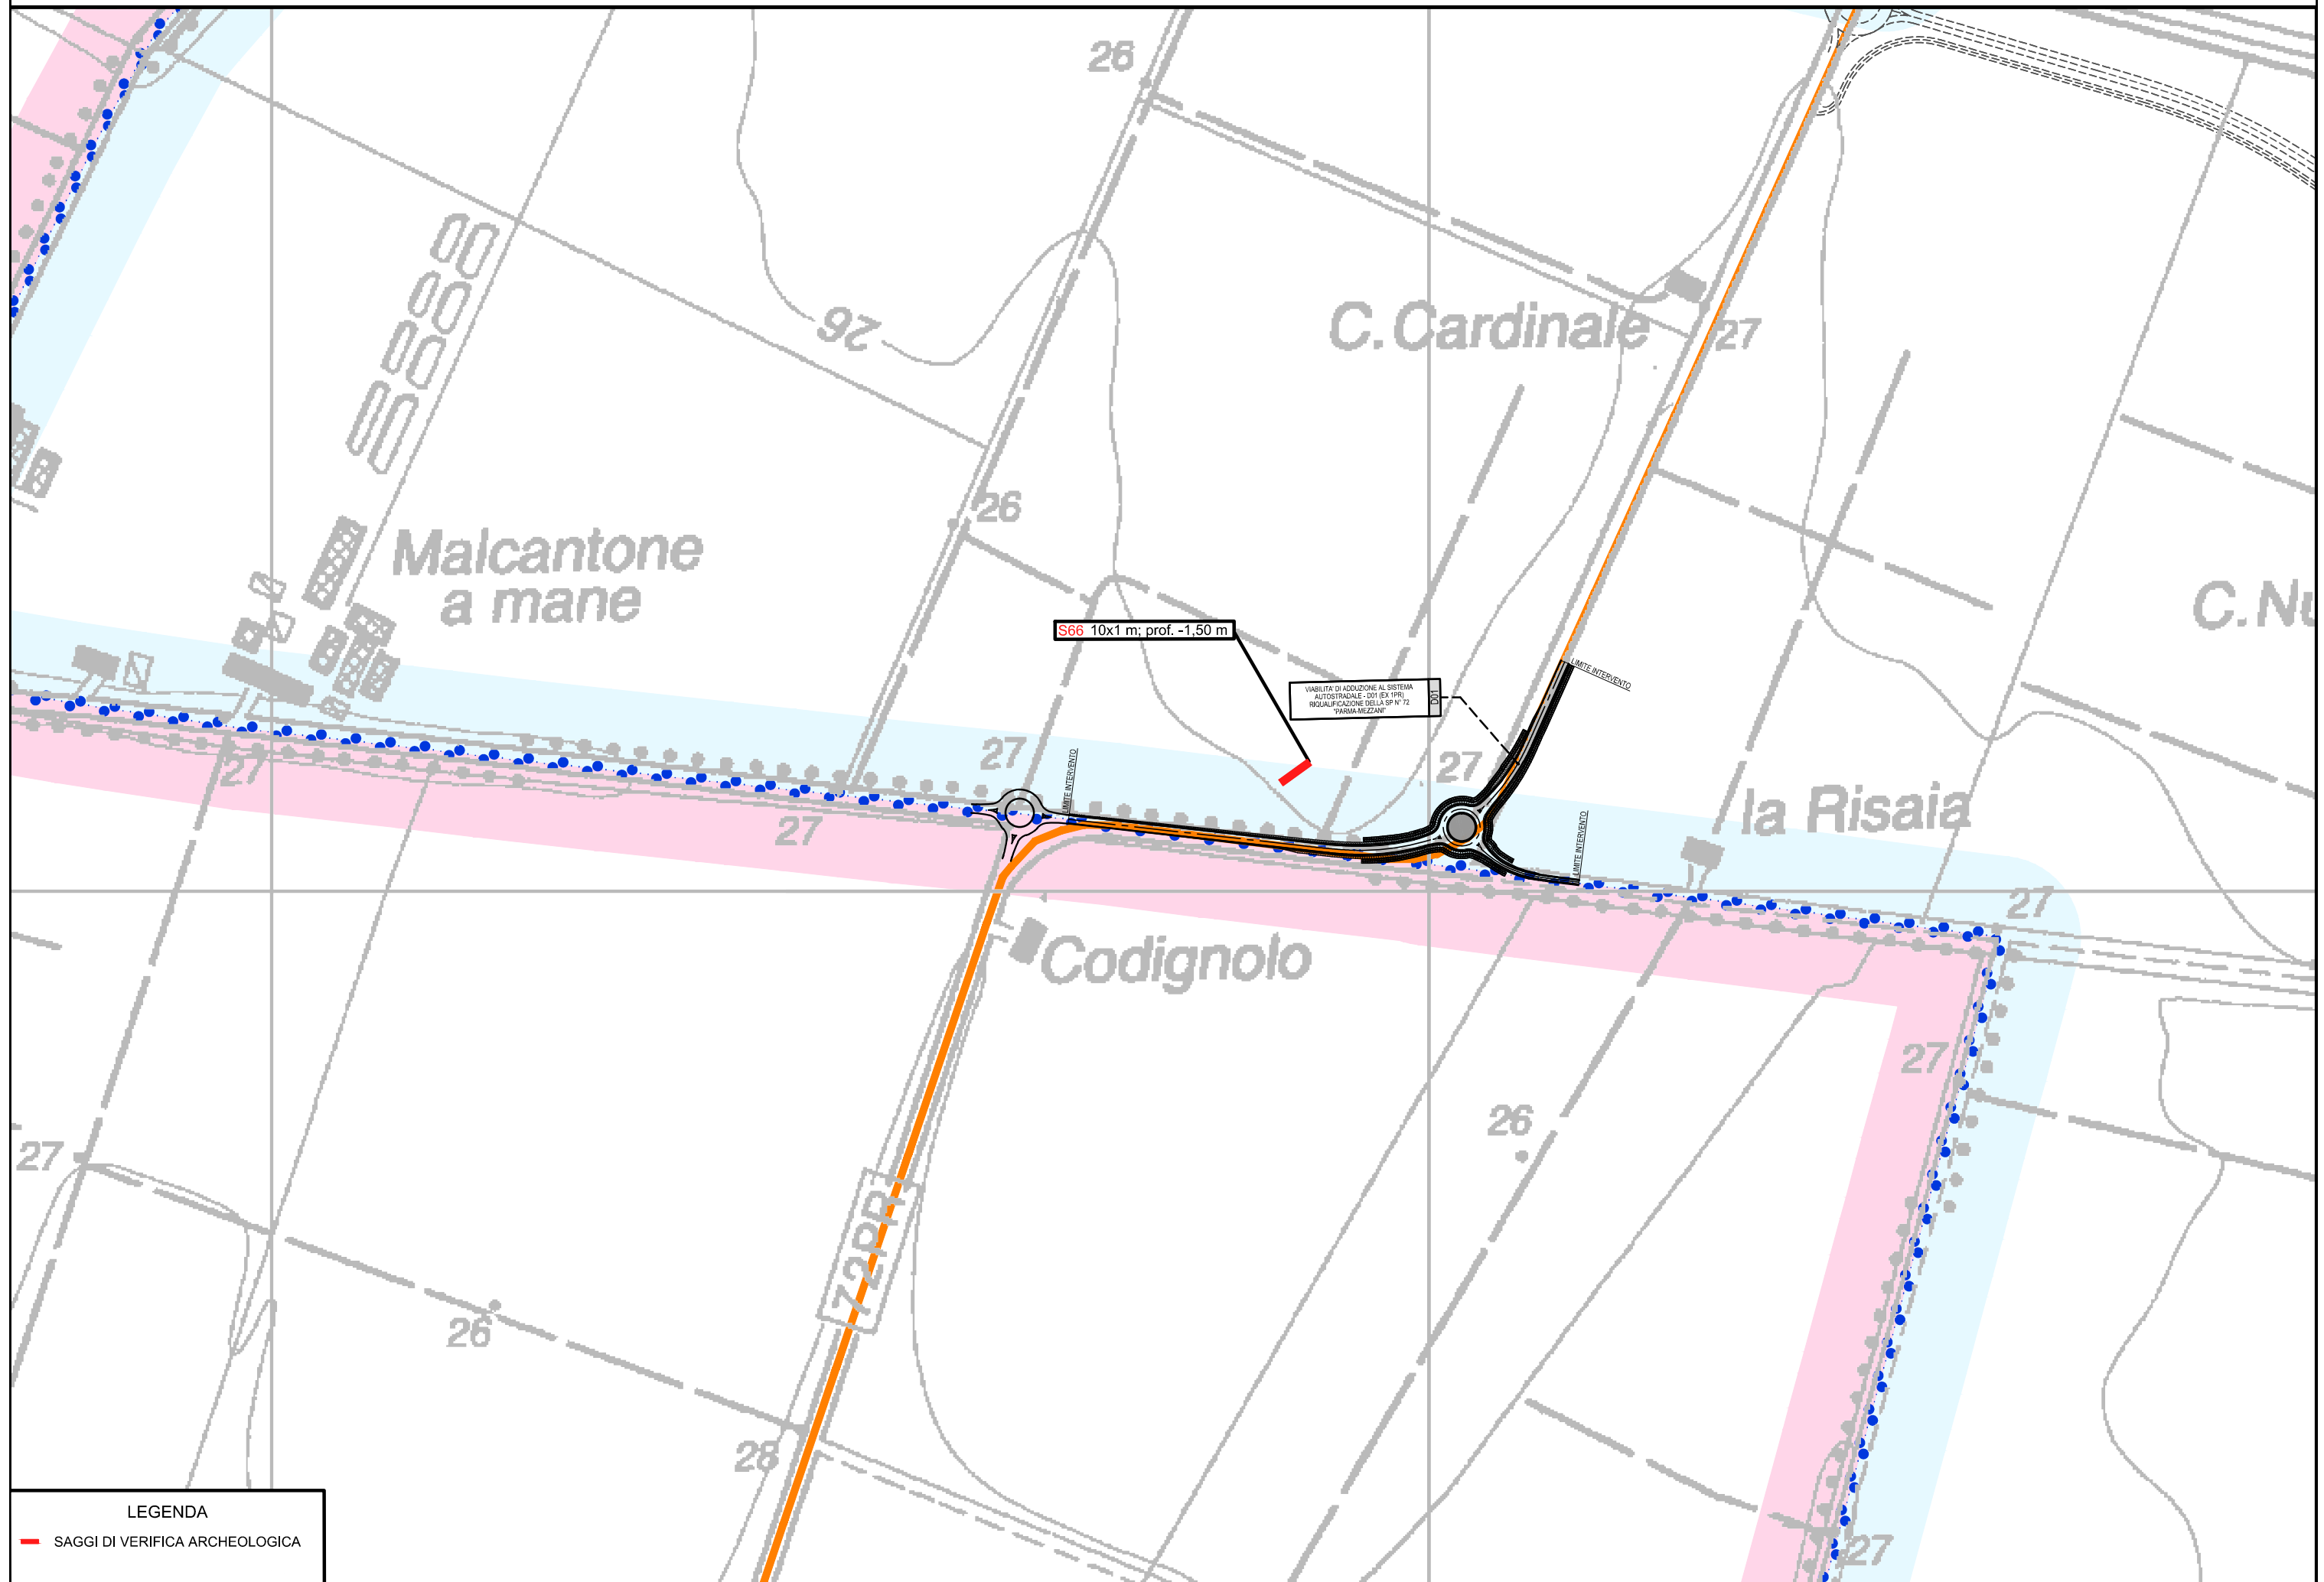 26
26
C.Cardinale
27
26
Malcantone
a mane
C.Nu
S66 10x1 m; prof. -1,50 m
LIMITE INTERVENTO
VIABILITA' DI ADDUZIONE AL SISTEMA
AUTOSTRADALE - D01 (EX 1PR)
RIQUALIFICAZIONE DELLA SP N° 72
"PARMA-MEZZANI"
D01
27
LIMITE INTERVENTO
27
27
la Risaia
27
LIMITE INTERVENTO
27
Codignolo
27
26
27
72PR
26
28
27
LEGENDA
SAGGI DI VERIFICA ARCHEOLOGICA